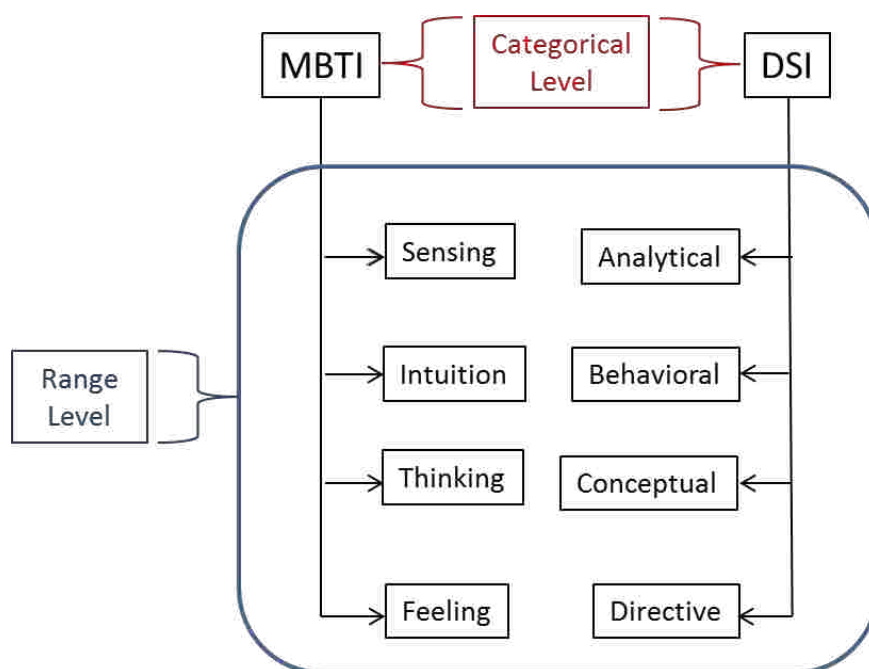 MBTI
Categorical
Level
DSI
Sensing
Analytical
Range
Level
Intuition
Behavioral
Thinking
Conceptual
Feeling
Directive